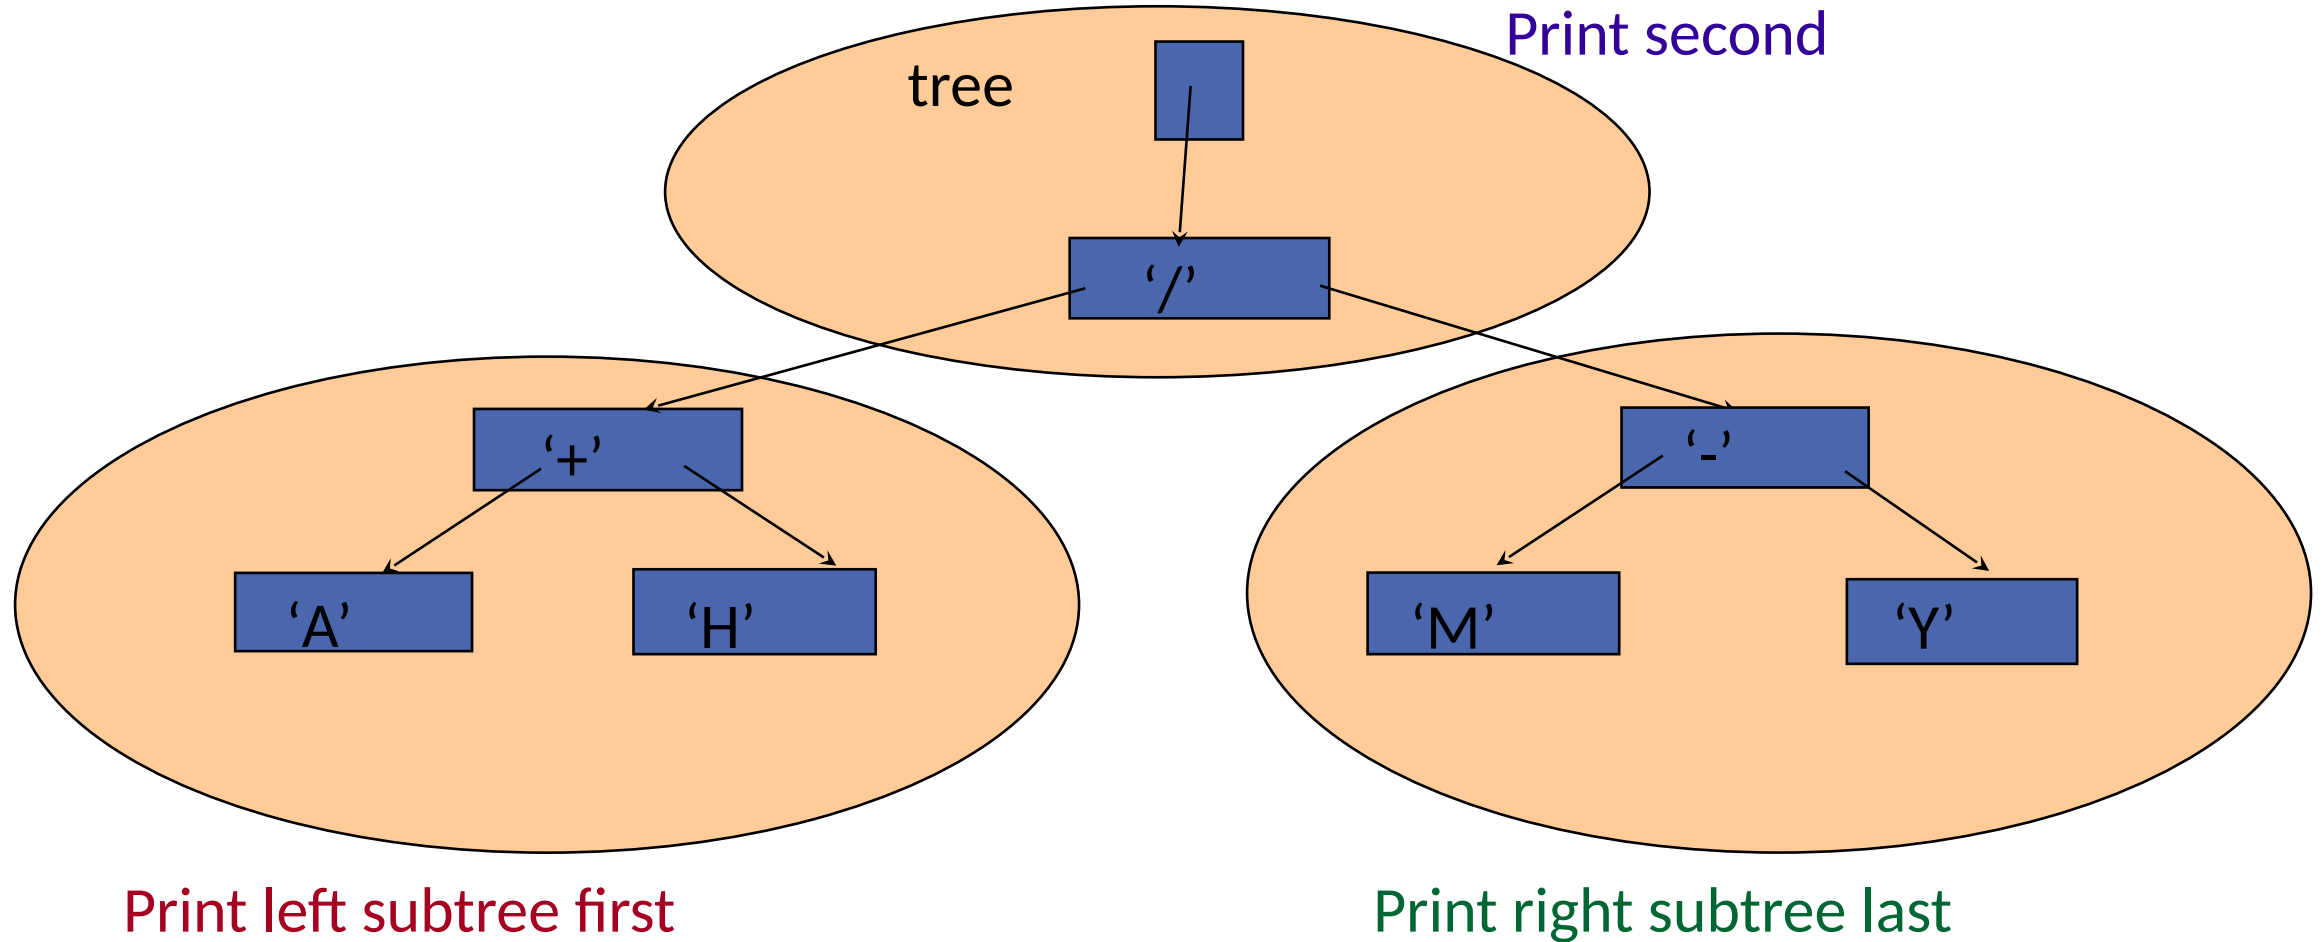 Print second
tree
‘/’
‘+’
‘-’
‘A’
‘H’
‘M’
‘Y’
Print left subtree first
Print right subtree last